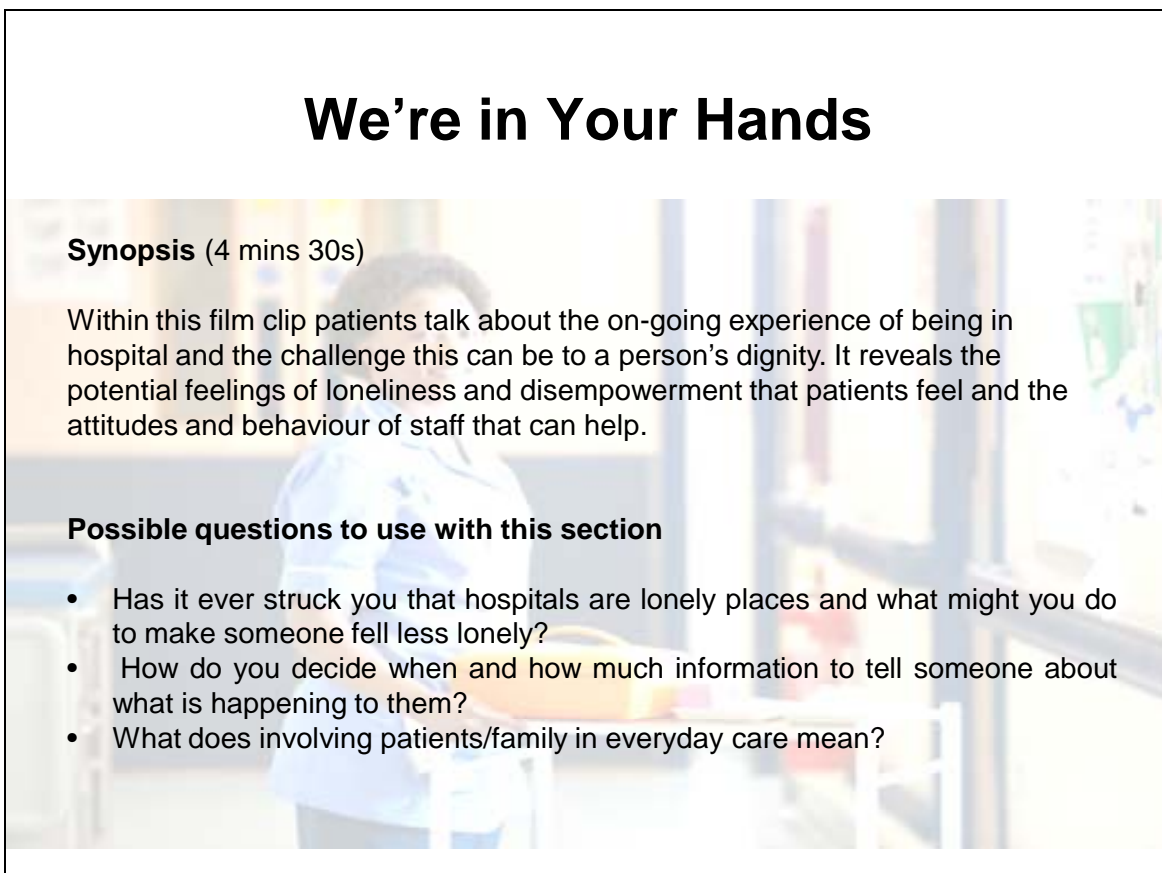 We're in Your Hands
Synopsis (4 mins 30s)
Within this film clip patients talk about the on-going experience of being in
hospital and the challenge this can be to a person's dignity. It reveals the
potential feelings of loneliness and disempowerment that patients feel and the
attitudes and behaviour of staff that can help.
Possible questions to use with this section
• Has it ever struck you that hospitals are lonely places and what might you do
to make someone fell less lonely?
• How do you decide when and how much information to tell someone about
what is happening to them?
• What does involving patients/family in everyday care mean?